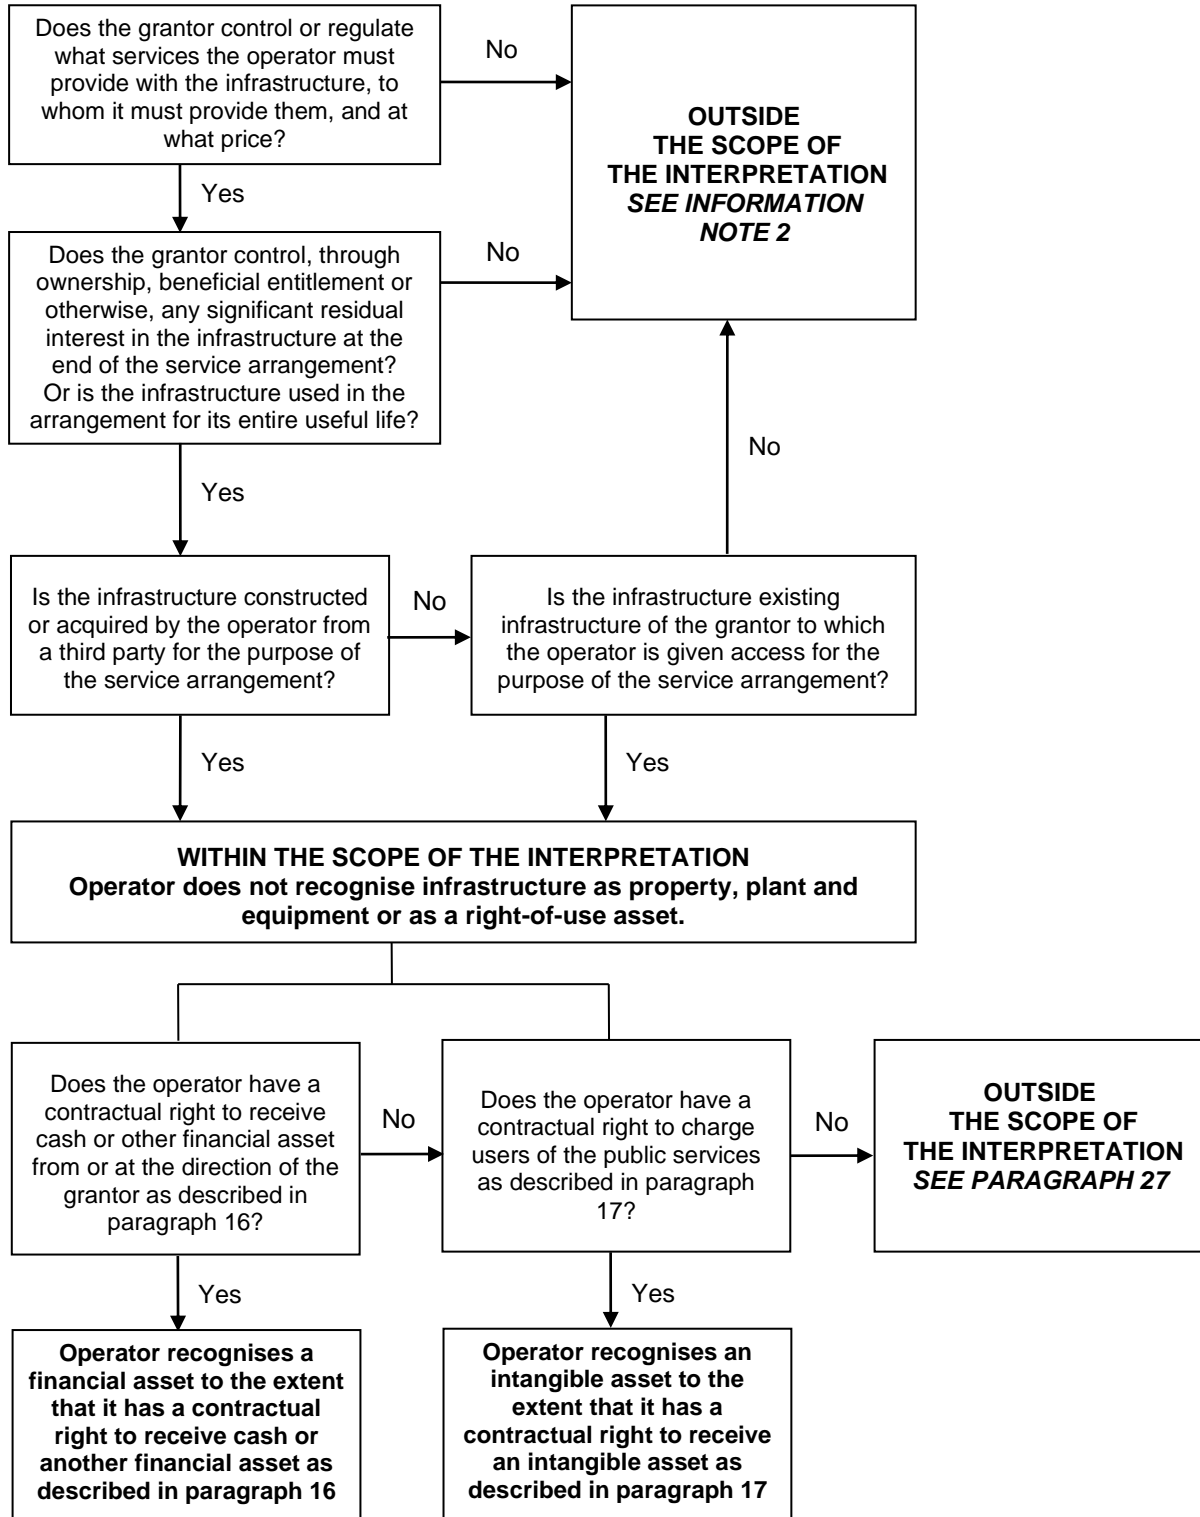 Does the grantor control or regulate
what services the operator must
provide with the infrastructure, to
whom it must provide them, and at
what price?
No
OUTSIDE
THE SCOPE OF
THE INTERPRETATION
SEE INFORMATION
NOTE 2
Yes
Does the grantor control, through
ownership, beneficial entitlement or
otherwise, any significant residual
interest in the infrastructure at the
end of the service arrangement?
Or is the infrastructure used in the
arrangement for its entire useful life?
No
No
Yes
Is the infrastructure constructed
or acquired by the operator from
a third party for the purpose of
the service arrangement?
No
Is the infrastructure existing
infrastructure of the grantor to which
the operator is given access for the
purpose of the service arrangement?
Yes
Yes
WITHIN THE SCOPE OF THE INTERPRETATION
Operator does not recognise infrastructure as property, plant and
equipment or as a right-of-use asset.
Does the operator have a
contractual right to receive
cash or other financial asset
from or at the direction of the
grantor as described in
paragraph 16?
No
Does the operator have a
contractual right to charge
users of the public services
as described in paragraph
17?
No
OUTSIDE
THE SCOPE OF
THE INTERPRETATION
SEE PARAGRAPH 27
Yes
Yes
Operator recognises a
financial asset to the extent
that it has a contractual
right to receive cash or
another financial asset as
described in paragraph 16
Operator recognises an
intangible asset to the
extent that it has a
contractual right to receive
an intangible asset as
described in paragraph 17